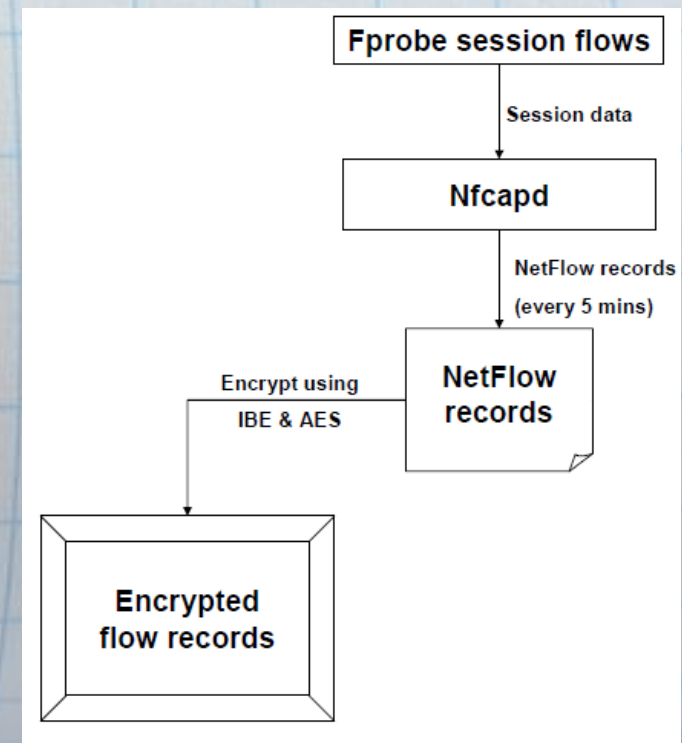 Fprobe session flows
Session data
Nfcapd
NetFlow records
(every 5 mins)
NetFlow
records
Encrypt using
IBE & AES
Encrypted
flow records